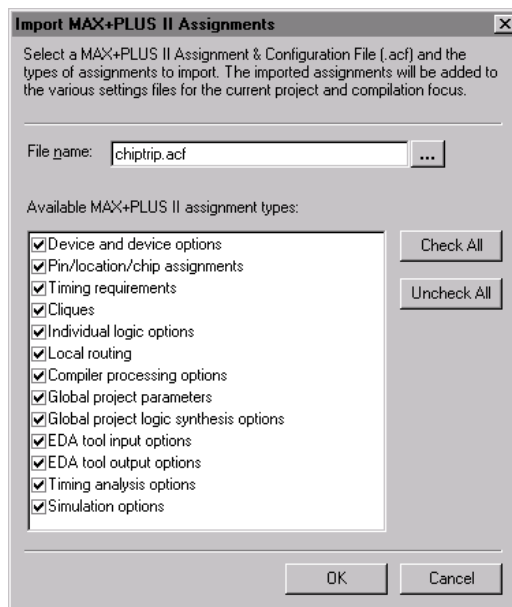 Import MAX+PLUS II Assignments
Select a MAX+PLUS II Assignment & Configuration File (.acf) and the
types of assignments to import. The imported assignments will be added to
the various settings files for the current project and compilation focus.
File name: chiptrip.acf ...
Available MAX+PLUS II assignment types:
Device and device options
Pin/location/chip assignments
Timing requirements
Cliques
Individual logic options
Local routing
Compiler processing options
Global project parameters
Global project logic synthesis options
EDA tool input options
EDA tool output options
Timing analysis options
Simulation options
Check All
Uncheck All
OK Cancel